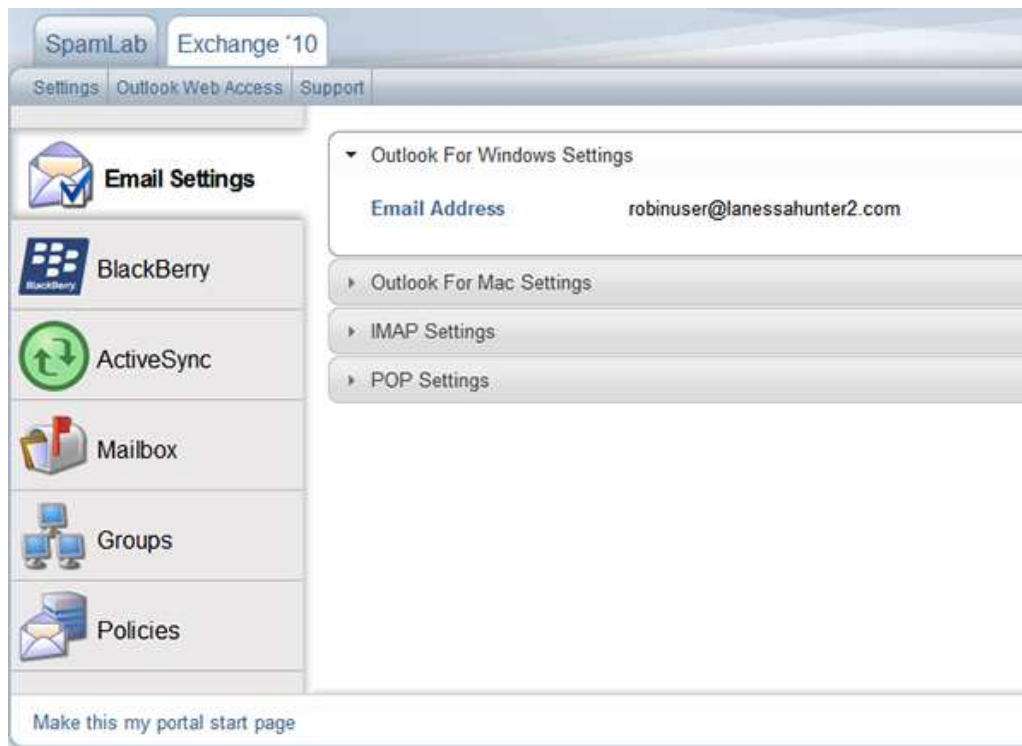 SpamLab Exchange '10
Settings Outlook Web Access Support
Email Settings
BlackBerry
BlackBerry
ActiveSync
Mailbox
Groups
Policies
Outlook For Windows Settings
Email Address robinuser@lanessahunter2.com
Outlook For Mac Settings
IMAP Settings
POP Settings
Make this my portal start page